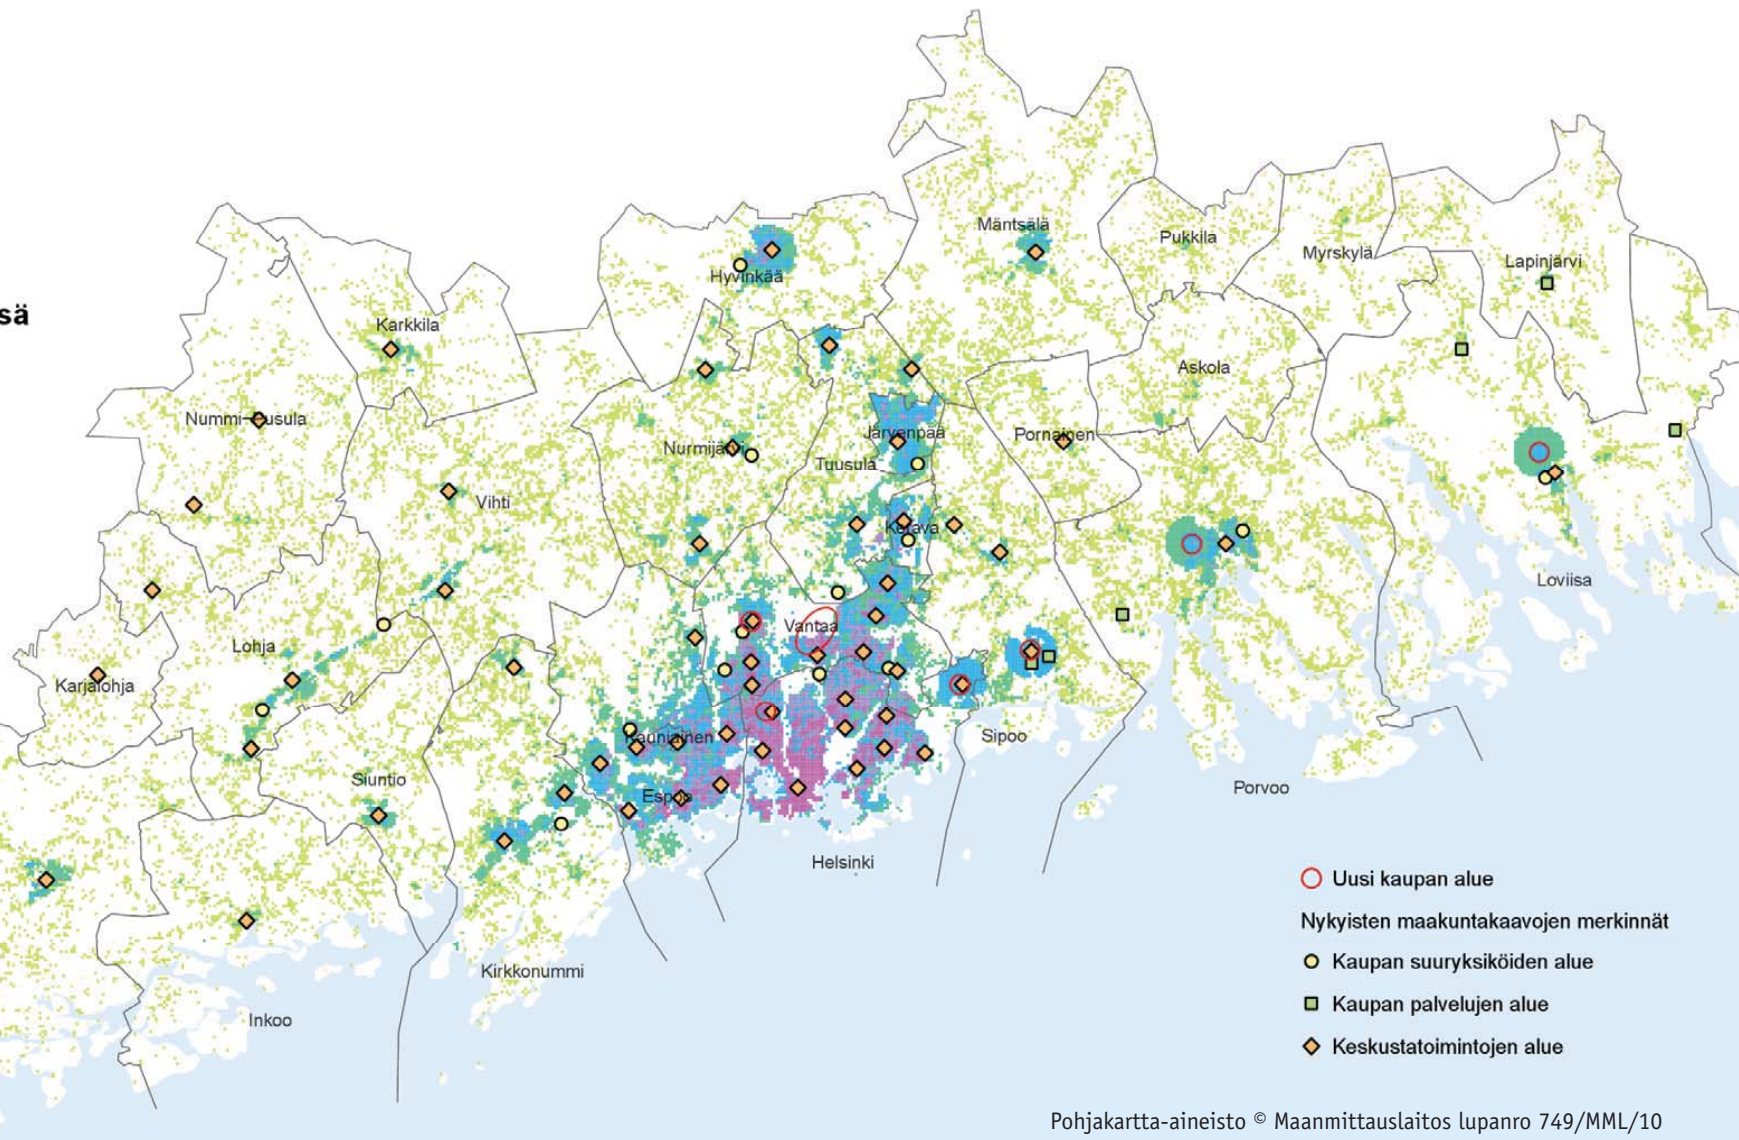 Mäntsälä
Pukkila
Myrskylä
Lapinjärvi
Hyvinkää
sä
Karkkila
Askola
Nummi-Pusula
Järvenpää
Pornainen
Nurmijärvi
Tuusula
Vihti
Kerava
Loviisa
Vantaa
Lohja
Karjalohja
Kauniainen
Sipoo
Siuntio
Porvoo
Espoo
Helsinki
Uusi kaupan alue
Nykyisten maakuntakaavojen merkinnät
Kaupan suuryksiköiden alue
Kirkkonummi
Kaupan palvelujen alue
Inkoo
Keskustatoimintojen alue
Pohjakartta-aineisto © Maanmittauslaitos lupanro 749/MML/10